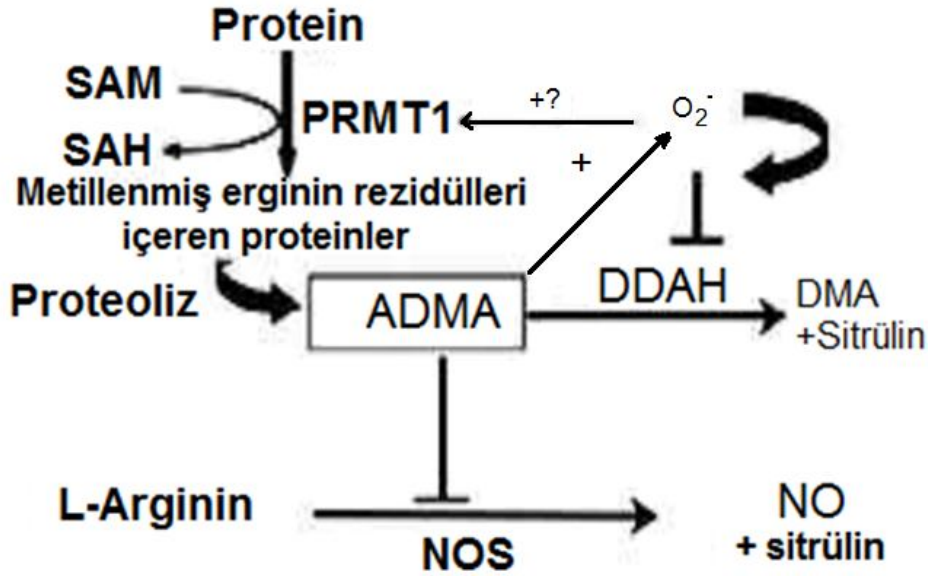 Protein
SAM
PRMT1
+?
O₂⁻
SAH
+
Metillenmiş erginin rezidülleri
içeren proteinler
Proteoliz
ADMA
DDAH
DMA
+Sitrülin
L-Arginin
NOS
NO
+ sitrülin